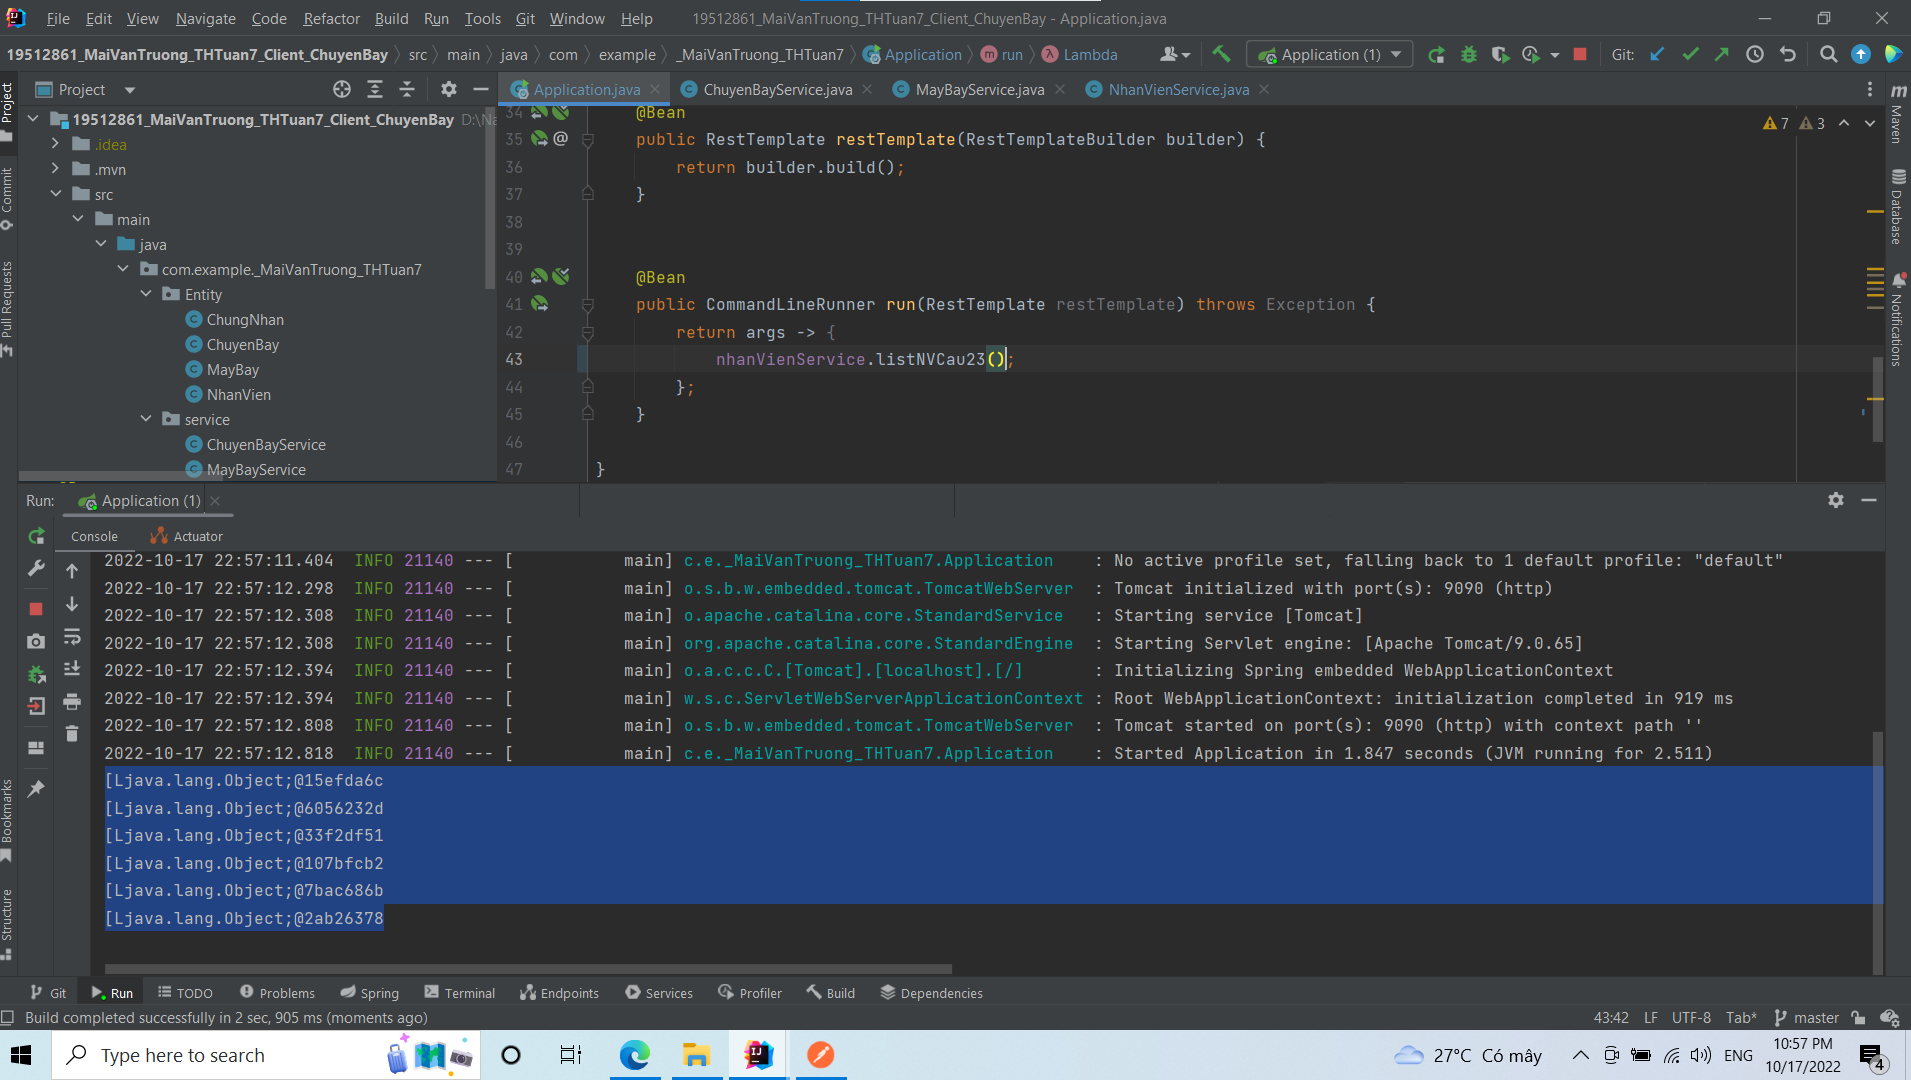 File Edit View Navigate Code Refactor Build Run Tools Git Window Help 19512861_MaiVanTruong_THTuan7_Client_ChuyenBay - Application.java
19512861_MaiVanTruong_THTuan7_Client_ChuyenBay src main java com example _MaiVanTruong_THTuan7 Application run Lambda Application (1) Git:
Project
Application.java ChuyenBayService.java MayBayService.java NhanVienService.java
19512861_MaiVanTruong_THTuan7_Client_ChuyenBay D:\Na
.idea
.mvn
src
main
java
com.example._MaiVanTruong_THTuan7
Entity
ChungNhan
ChuyenBay
MayBay
NhanVien
service
ChuyenBayService
MayBayService
7 3
34 @Bean
35 @ public RestTemplate restTemplate(RestTemplateBuilder builder) {
36 return builder.build();
37 }
38
39
40 @Bean
41 public CommandLineRunner run(RestTemplate restTemplate) throws Exception {
42 return args -> {
43 nhanVienService.listNVCau23();
44 };
45 }
46
47 }
Project
Commit
Pull Requests
Bookmarks
Structure
Maven
Database
Notifications
Run: Application (1)
Console Actuator
2022-10-17 22:57:11.404 INFO 21140 --- [ main] c.e._MaiVanTruong_THTuan7.Application : No active profile set, falling back to 1 default profile: "default"
2022-10-17 22:57:12.298 INFO 21140 --- [ main] o.s.b.w.embedded.tomcat.TomcatWebServer : Tomcat initialized with port(s): 9090 (http)
2022-10-17 22:57:12.308 INFO 21140 --- [ main] o.apache.catalina.core.StandardService : Starting service [Tomcat]
2022-10-17 22:57:12.308 INFO 21140 --- [ main] org.apache.catalina.core.StandardEngine : Starting Servlet engine: [Apache Tomcat/9.0.65]
2022-10-17 22:57:12.394 INFO 21140 --- [ main] o.a.c.c.C.[Tomcat].[localhost].[/] : Initializing Spring embedded WebApplicationContext
2022-10-17 22:57:12.394 INFO 21140 --- [ main] w.s.c.ServletWebServerApplicationContext : Root WebApplicationContext: initialization completed in 919 ms
2022-10-17 22:57:12.808 INFO 21140 --- [ main] o.s.b.w.embedded.tomcat.TomcatWebServer : Tomcat started on port(s): 9090 (http) with context path ''
2022-10-17 22:57:12.818 INFO 21140 --- [ main] c.e._MaiVanTruong_THTuan7.Application : Started Application in 1.847 seconds (JVM running for 2.511)
[Ljava.lang.Object;@15efda6c
[Ljava.lang.Object;@6056232d
[Ljava.lang.Object;@33f2df51
[Ljava.lang.Object;@107bfcb2
[Ljava.lang.Object;@7bac686b
[Ljava.lang.Object;@2ab26378
Git Run TODO Problems Spring Terminal Endpoints Services Profiler Build Dependencies
Build completed successfully in 2 sec, 905 ms (moments ago) 43:42 LF UTF-8 Tab* master
Type here to search 27°C Có mây ENG 10:57 PM
10/17/2022 4